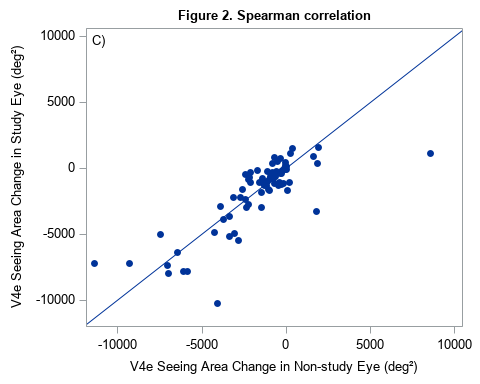 Figure 2. Spearman correlation
C)
V4e Seeing Area Change in Study Eye (deg²)
10000
5000
0
-5000
-10000
-10000 -5000 0 5000 10000
V4e Seeing Area Change in Non-study Eye (deg²)